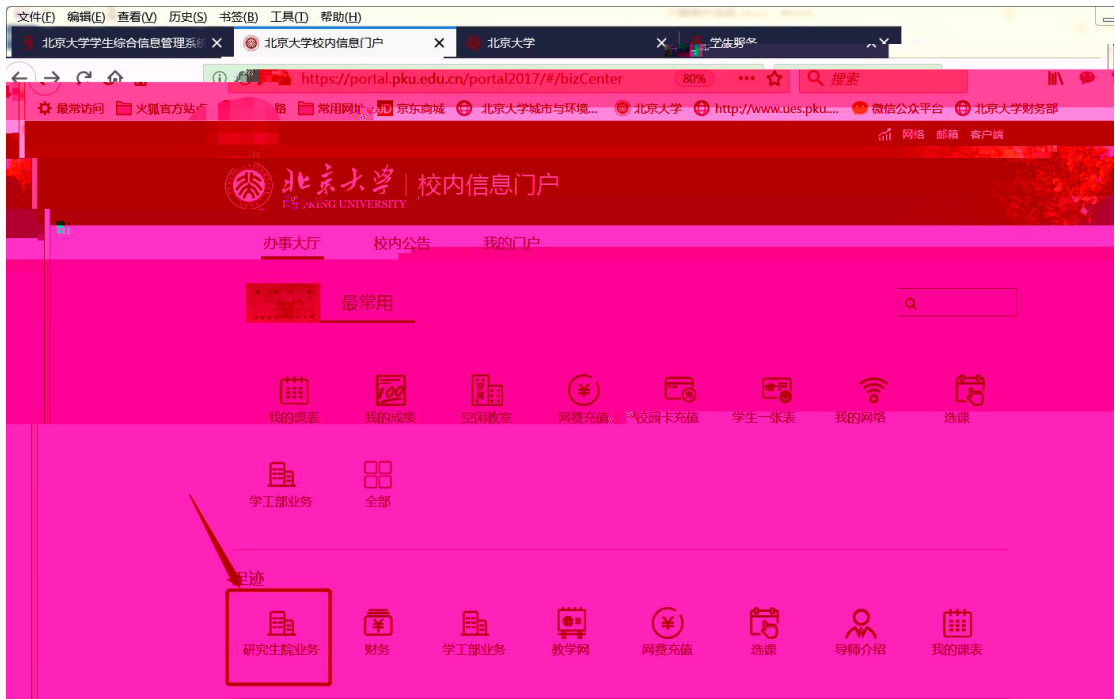 文件(F) 编辑(E) 查看(V) 历史(S) 书签(B) 工具(T) 帮助(H)
北京大学学生综合信息管理系统 北京大学校内信息门户 北京大学
https://portal.pku.edu.cn/portal2017/#/bizCenter 80% 搜索
最常访问 火狐官方站点 常用网址 京东商城 北京大学城市与环境... 北京大学 http://www.ues.pku.... 微信公众平台 北京大学财务部
网络 邮箱 客户端
北京大学 校内信息门户
PEKING UNIVERSITY
办事大厅 校内公告 我的门户
最常用
我的课表 我的成绩 空闲教室 网费充值 校园卡充值 学生一张表 我的网络 选课
学工部业务 全部
足迹
研究生院业务 财务 学工部业务 教学网 网费充值 选课 导师介绍 我的课表